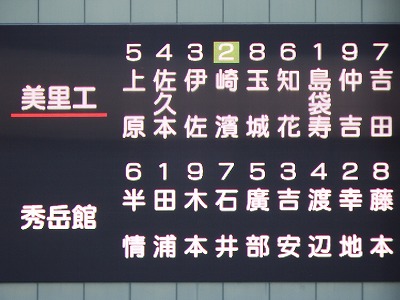 5 4 3 2 8 6 1 9 7
美里工 上原 佐久本 伊佐 崎濱 玉城 知花 島袋寿 仲吉 吉田
6 1 9 7 5 3 4 2 8
秀岳館 半情 田浦 木本 石井 廣部 吉安 渡辺 幸地 藤本